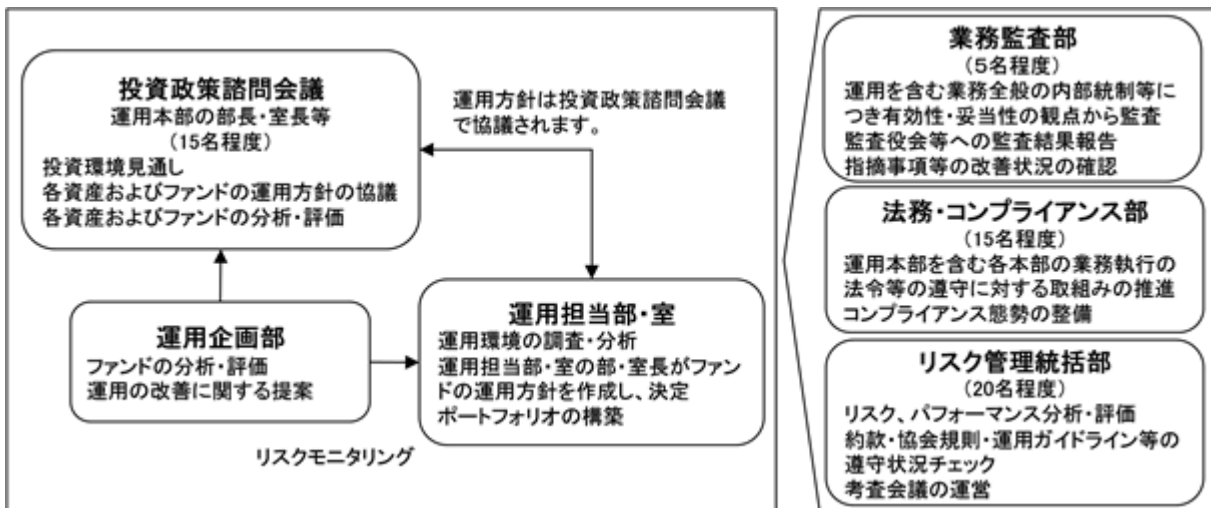 投資政策諮問会議
運用本部の部長・室長等
（15名程度）
投資環境見通し
各資産およびファンドの運用方針の協議
各資産およびファンドの分析・評価
運用方針は投資政策諮問会議
で協議されます。
運用企画部
ファンドの分析・評価
運用の改善に関する提案
運用担当部・室
運用環境の調査・分析
運用担当部・室の部・室長がファン
ドの運用方針を作成し、決定
ポートフォリオの構築
リスクモニタリング
業務監査部
（５名程度）
運用を含む業務全般の内部統制等に
つき有効性・妥当性の観点から監査
監査役会等への監査結果報告
指摘事項等の改善状況の確認
法務・コンプライアンス部
（15名程度）
運用本部を含む各本部の業務執行の
法令等の遵守に対する取組みの推進
コンプライアンス態勢の整備
リスク管理統括部
（20名程度）
リスク、パフォーマンス分析・評価
約款・協会規則・運用ガイドライン等の
遵守状況チェック
考査会議の運営